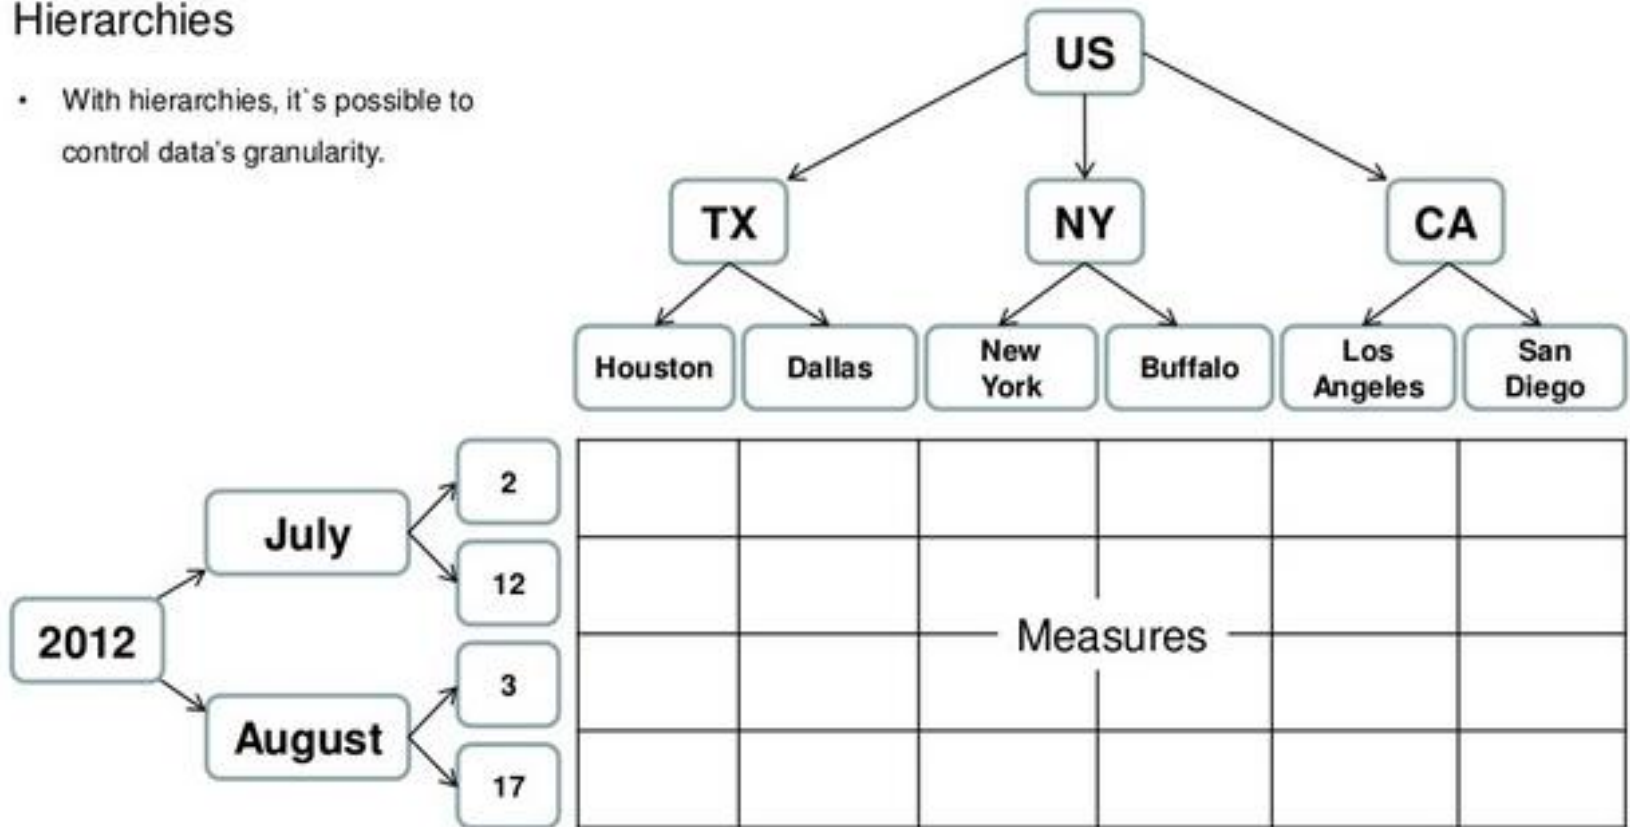 Hierarchies
• With hierarchies, it`s possible to
control data's granularity.
US
TX
NY
CA
Houston
Dallas
New
York
Buffalo
Los
Angeles
San
Diego
2012
July
August
2
12
3
17
Measures